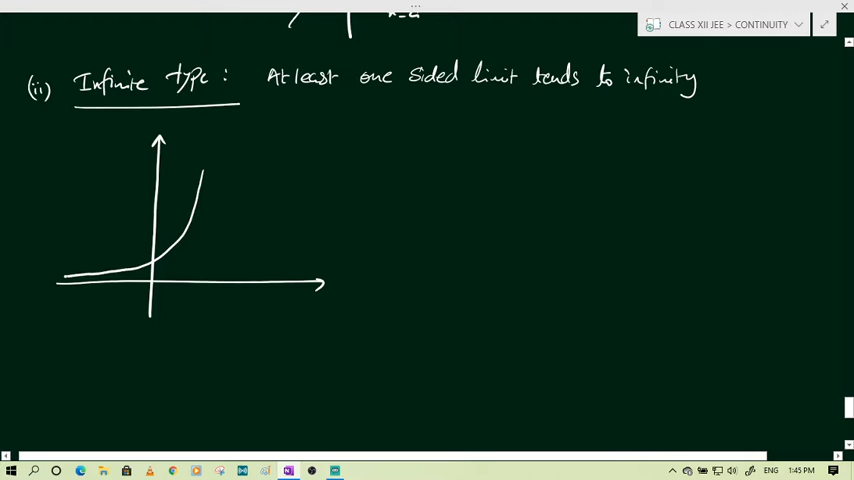 CLASS XII JEE > CONTINUITY
(ii) Infinite type : Atleast one sided limit tends to infinity
ENG 1:45 PM